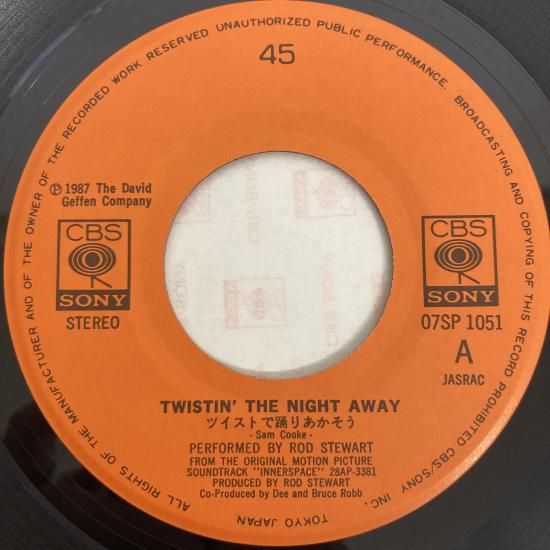 ALL RIGHTS OF THE MANUFACTURER AND OF THE OWNER OF THE RECORDED WORK RESERVED UNAUTHORIZED PUBLIC PERFORMANCE. BROADCASTING AND COPYING OF THIS RECORD PROHIBITED CBS/SONY INC.
TOKYO JAPAN
45
Ⓟ 1987 The David
Geffen Company
CBS
SONY
STEREO
CBS
SONY
07SP 1051
A
JASRAC
CBS SONY
TWISTIN' THE NIGHT AWAY
ツイストで踊りあかそう
- Sam Cooke -
PERFORMED BY ROD STEWART
FROM THE ORIGINAL MOTION PICTURE
SOUNDTRACK "INNERSPACE" 28AP-3381
PRODUCED BY ROD STEWART
Co-Produced by Dee and Bruce Robb